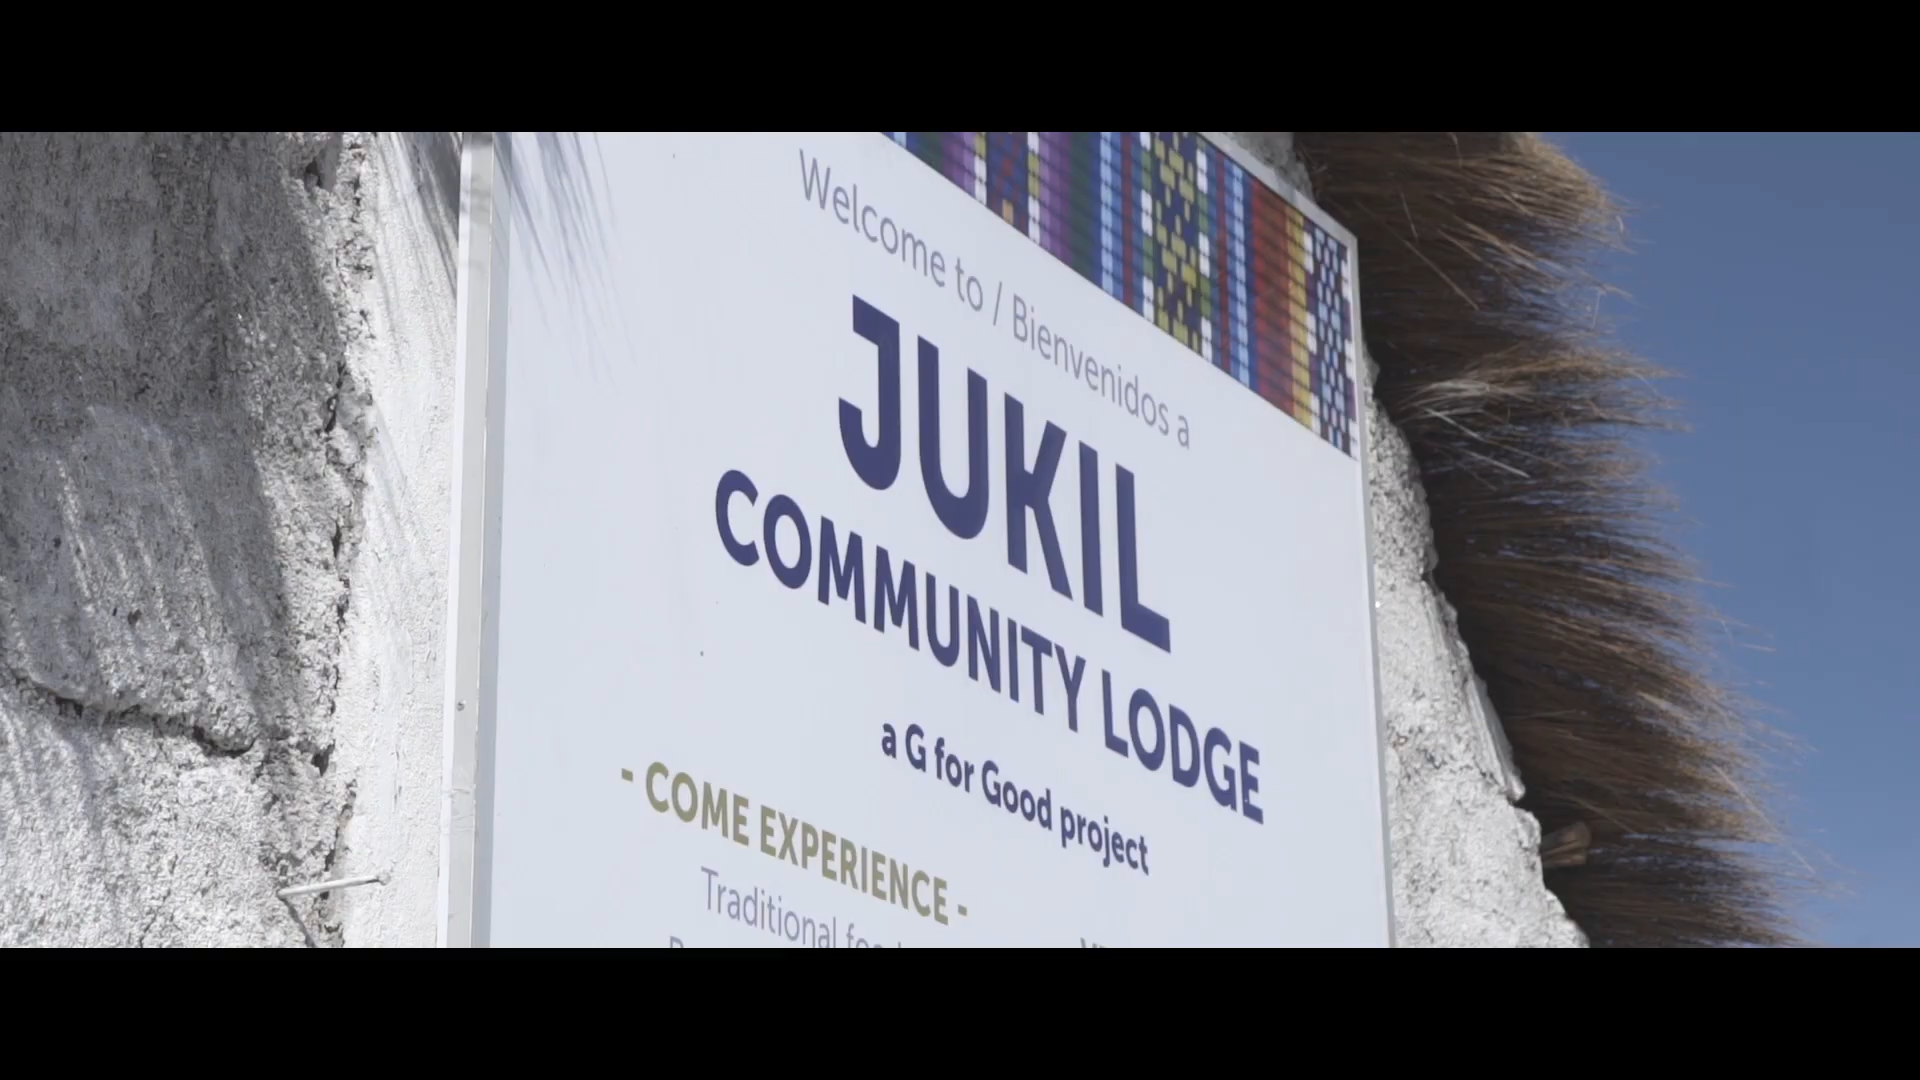 Welcome to / Bienvenidos a
JUKIL
COMMUNITY LODGE
a G for Good project
- COME EXPERIENCE -
Traditional